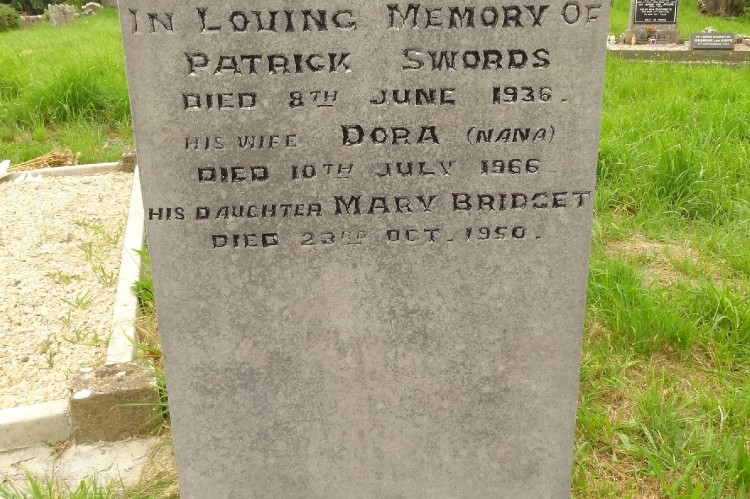 In Loving Memory Of
Patrick Swords
Died 8th June 1936.
His Wife Dora (Nana)
Died 10th July 1966
His Daughter Mary Bridget
Died 23rd Oct. 1950.